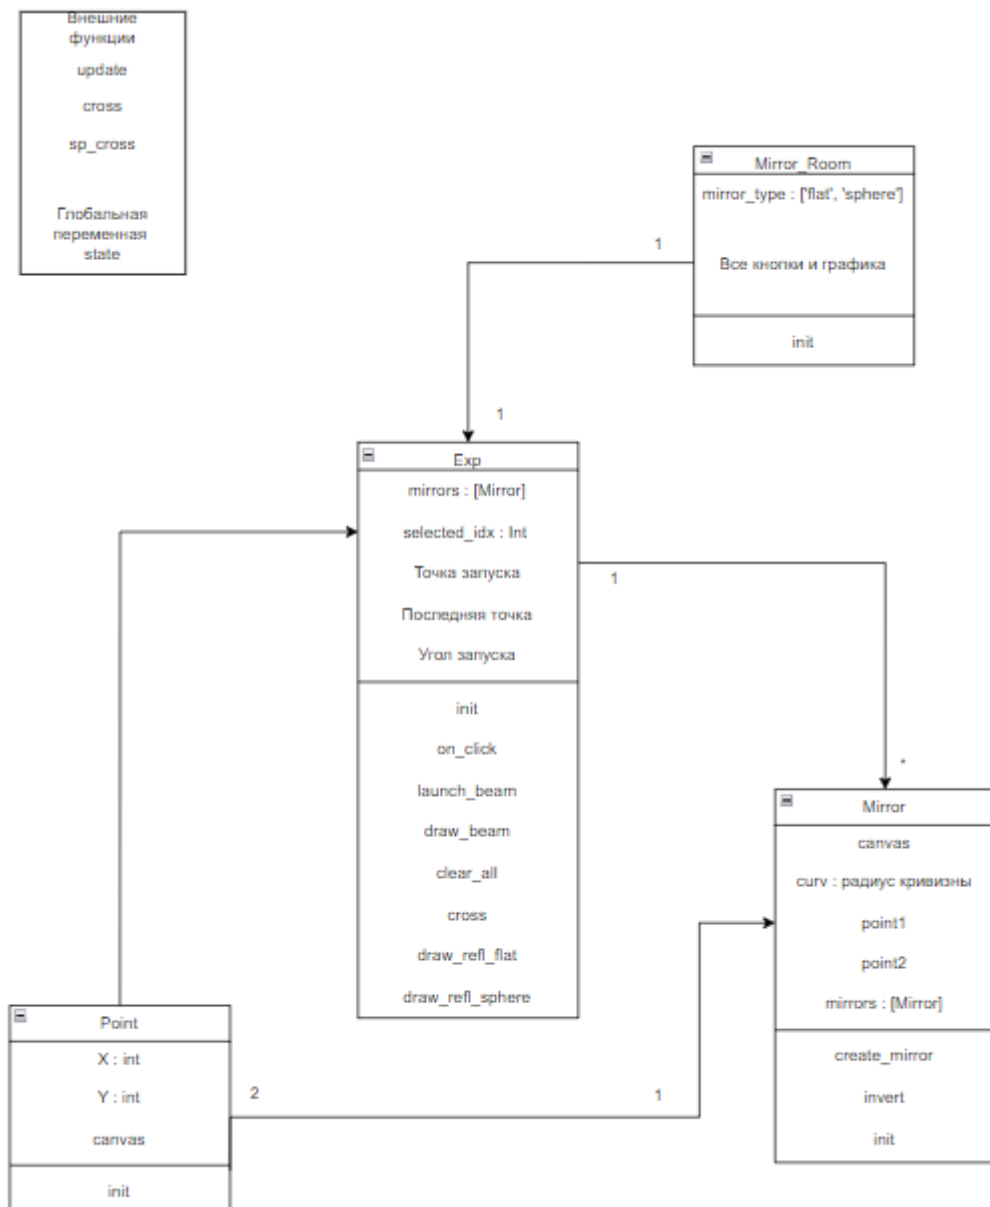 Внешние
функции
update
cross
sp_cross
Глобальная
переменная
state
Mirror_Room
mirror_type : ['flat', 'sphere']
Все кнопки и графика
init
1
1
Exp
mirrors : [Mirror]
selected_idx : Int
Точка запуска
Последняя точка
Угол запуска
init
on_click
launch_beam
draw_beam
clear_all
cross
draw_refl_flat
draw_refl_sphere
1
*
Mirror
canvas
curv : радиус кривизны
point1
point2
mirrors : [Mirror]
create_mirror
invert
init
Point
X : int
Y : int
canvas
init
2
1